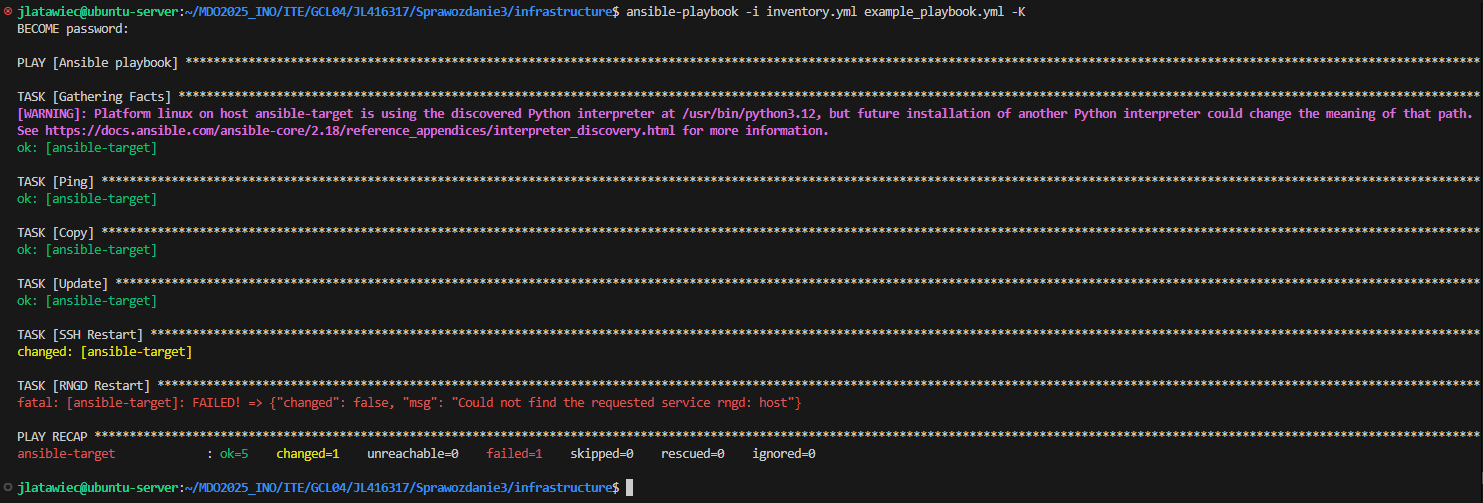 jlatawiec@ubuntu-server:~/MDO2025_INO/ITE/GCL04/JL416317/Sprawozdanie3/infrastructure$ ansible-playbook -i inventory.yml example_playbook.yml -K
BECOME password:
PLAY [Ansible playbook] ****************************************************************************************************************************************************************************************
TASK [Gathering Facts] *****************************************************************************************************************************************************************************************
[WARNING]: Platform linux on host ansible-target is using the discovered Python interpreter at /usr/bin/python3.12, but future installation of another Python interpreter could change the meaning of that path.
See https://docs.ansible.com/ansible-core/2.18/reference_appendices/interpreter_discovery.html for more information.
ok: [ansible-target]
TASK [Ping] ****************************************************************************************************************************************************************************************************
ok: [ansible-target]
TASK [Copy] ****************************************************************************************************************************************************************************************************
ok: [ansible-target]
TASK [Update] **************************************************************************************************************************************************************************************************
ok: [ansible-target]
TASK [SSH Restart] *********************************************************************************************************************************************************************************************
changed: [ansible-target]
TASK [RNGD Restart] ********************************************************************************************************************************************************************************************
fatal: [ansible-target]: FAILED! => {"changed": false, "msg": "Could not find the requested service rngd: host"}
PLAY RECAP *****************************************************************************************************************************************************************************************************
ansible-target : ok=5 changed=1 unreachable=0 failed=1 skipped=0 rescued=0 ignored=0
jlatawiec@ubuntu-server:~/MDO2025_INO/ITE/GCL04/JL416317/Sprawozdanie3/infrastructure$